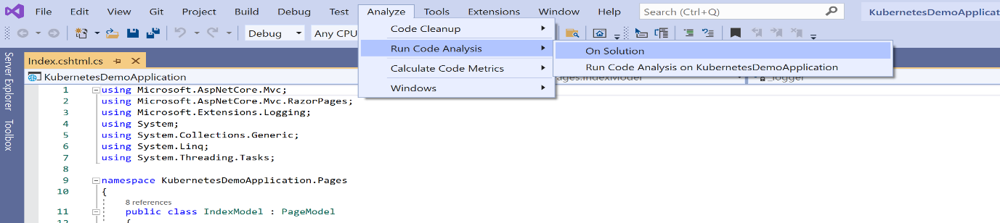 File Edit View Git Project Build Debug Test Analyze Tools Extensions Window Help Search (Ctrl+Q) KubernetesDemoApplicat
Debug Any CPU
Code Cleanup
Run Code Analysis
Calculate Code Metrics
Windows
On Solution
Run Code Analysis on KubernetesDemoApplication
Server Explorer
Toolbox
Index.cshtml.cs
KubernetesDemoApplication ages.IndexModel _logger
1 using Microsoft.AspNetCore.Mvc;
2 using Microsoft.AspNetCore.Mvc.RazorPages;
3 using Microsoft.Extensions.Logging;
4 using System;
5 using System.Collections.Generic;
6 using System.Linq;
7 using System.Threading.Tasks;
8
9 namespace KubernetesDemoApplication.Pages
10 {
8 references
11 public class IndexModel : PageModel
12 {